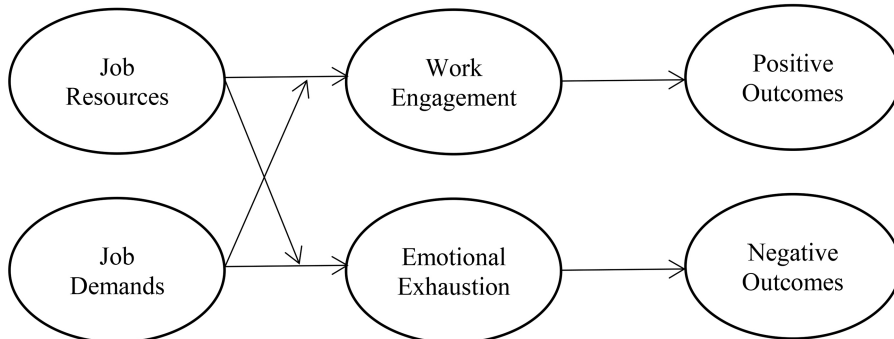 Job
Resources
Work
Engagement
Positive
Outcomes
Job
Demands
Emotional
Exhaustion
Negative
Outcomes